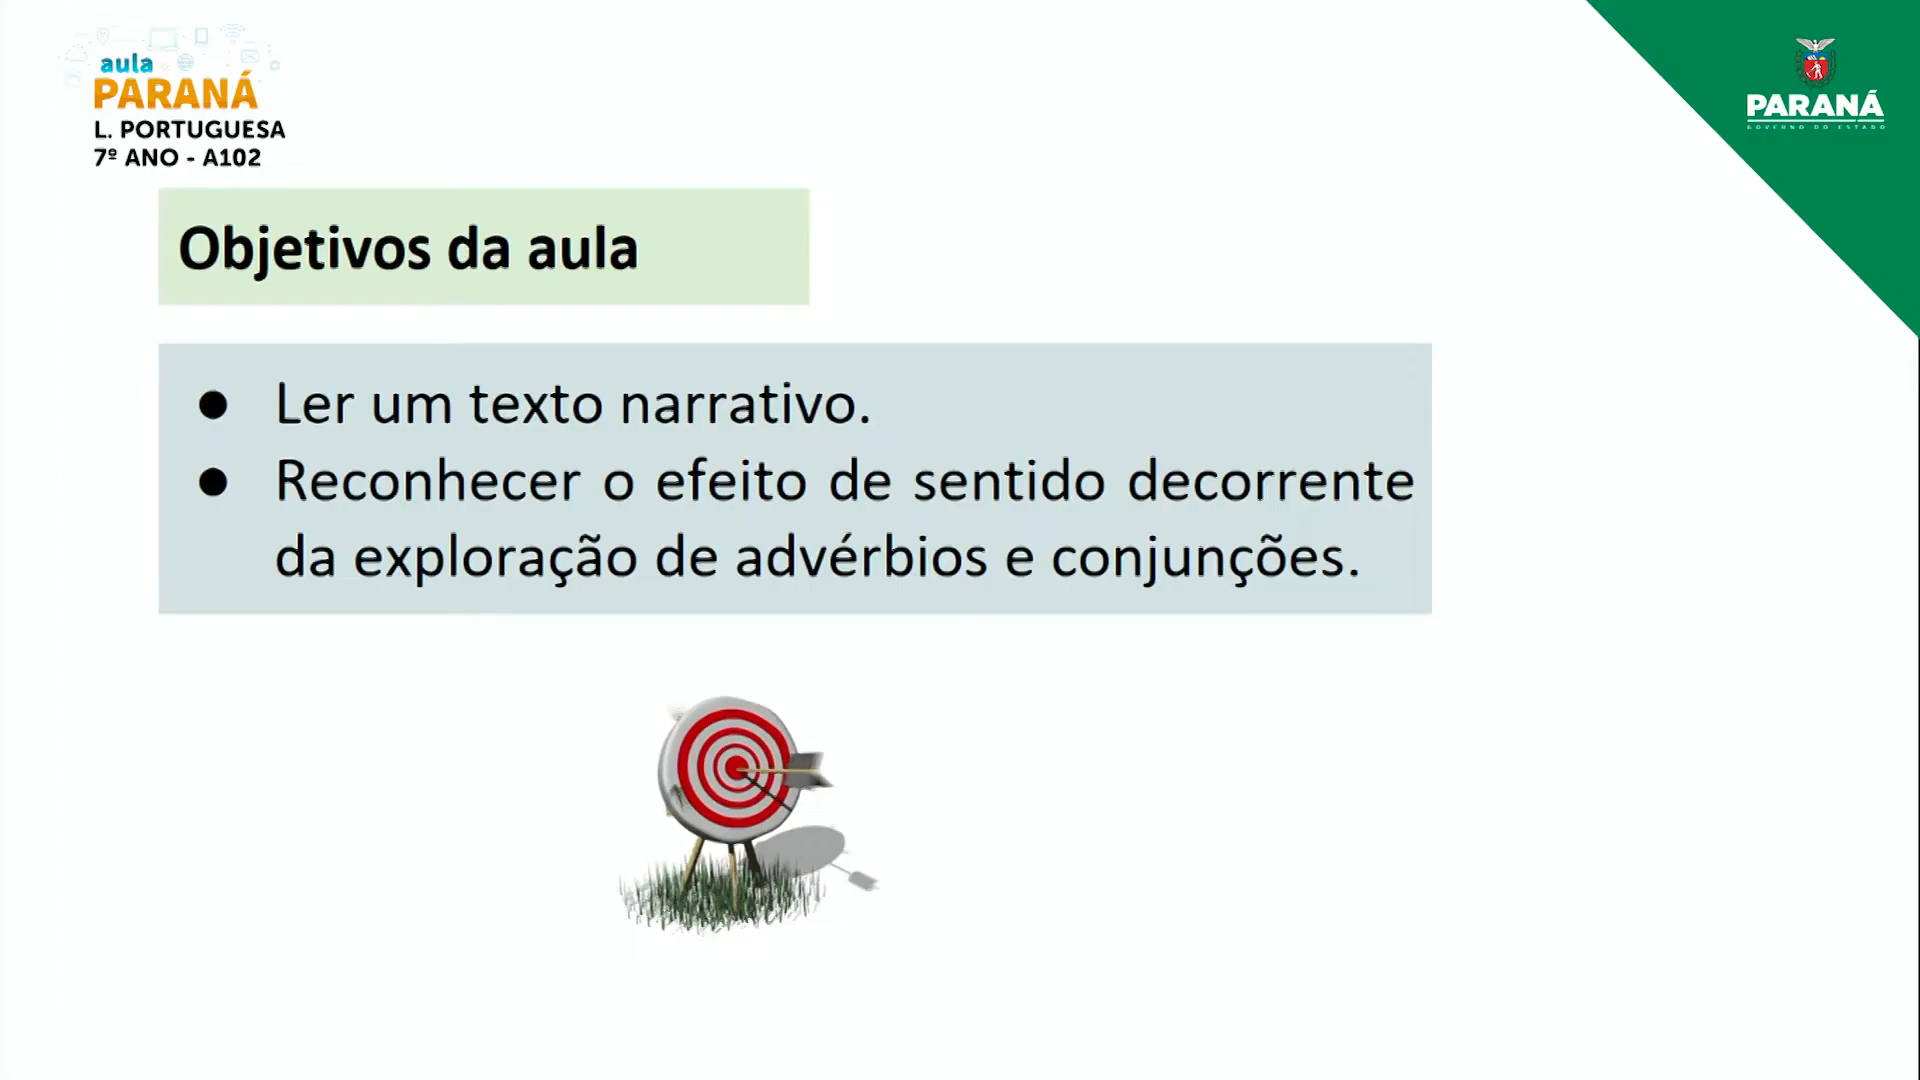 aula
PARANÁ
L. PORTUGUESA
7º ANO - A102
PARANÁ
GOVERNO DO ESTADO
Objetivos da aula
● Ler um texto narrativo.
● Reconhecer o efeito de sentido decorrente
da exploração de advérbios e conjunções.